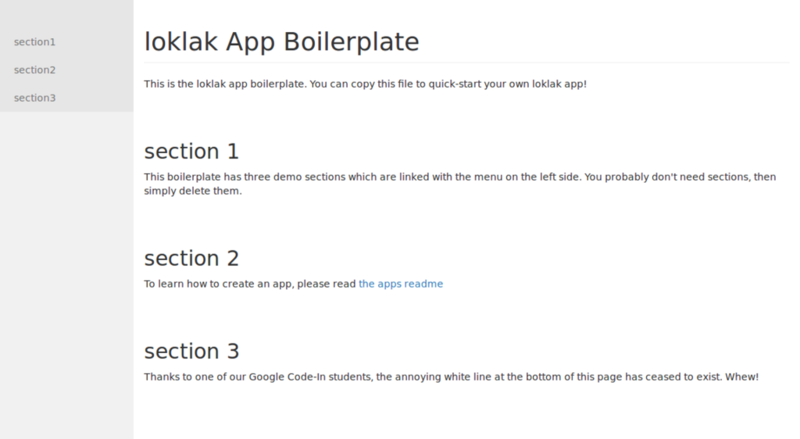 section1
section2
section3
loklak App Boilerplate
This is the loklak app boilerplate. You can copy this file to quick-start your own loklak app!
section 1
This boilerplate has three demo sections which are linked with the menu on the left side. You probably don't need sections, then
simply delete them.
section 2
To learn how to create an app, please read the apps readme
section 3
Thanks to one of our Google Code-In students, the annoying white line at the bottom of this page has ceased to exist. Whew!